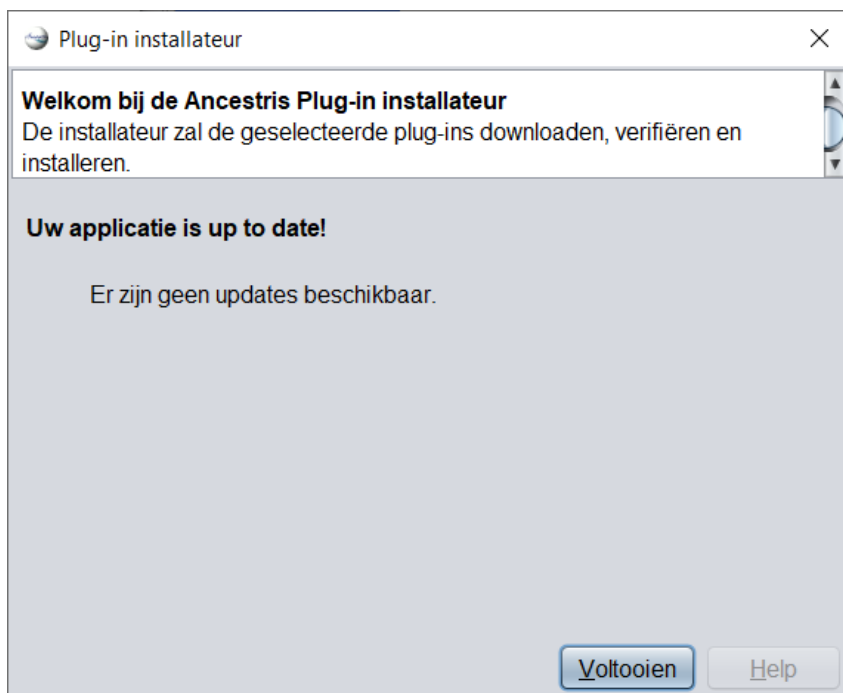 Plug-in installateur
Welkom bij de Ancestris Plug-in installateur
De installateur zal de geselecteerde plug-ins downloaden, verifiëren en
installeren.
Uw applicatie is up to date!
Er zijn geen updates beschikbaar.
Voltooien
Help